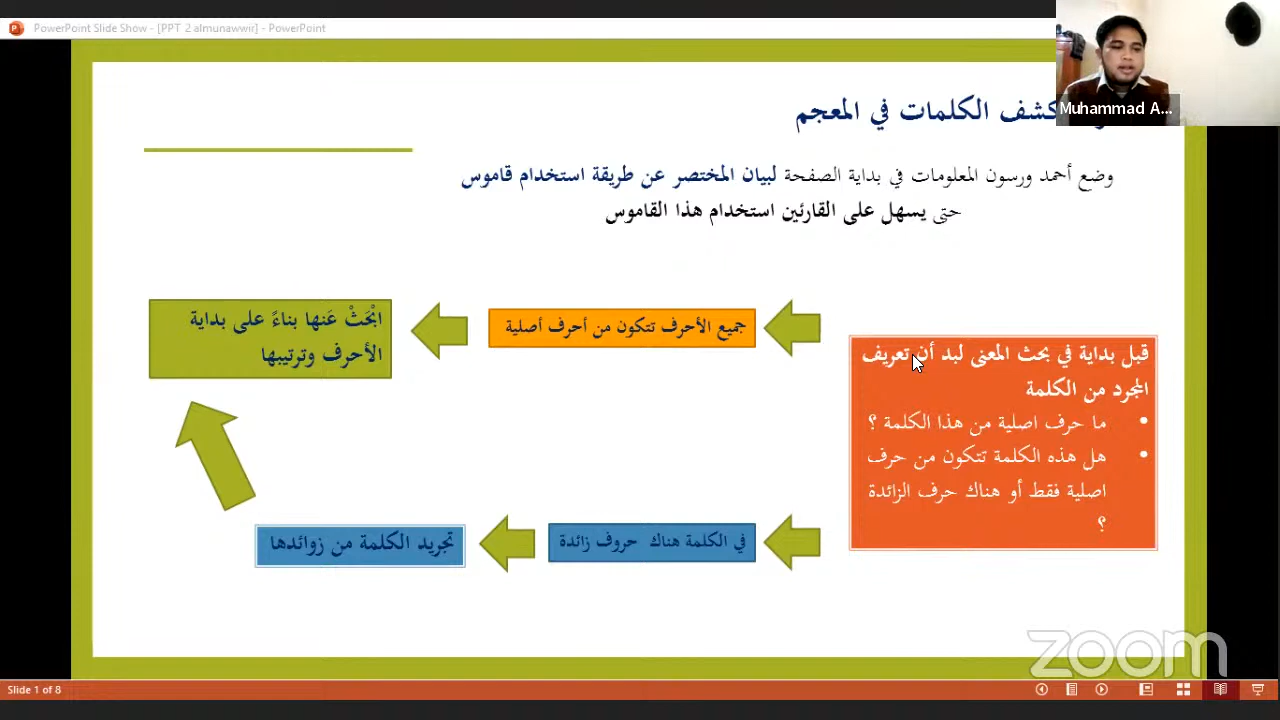 PowerPoint Slide Show - [PPT 2 almunawwir] - PowerPoint
Muhammad A...
كشف الكلمات في المعجم
وضع أحمد ورسون المعلومات في بداية الصفحة لبيان المختصر عن طريقة استخدام قاموس
حتى يسهل على القارئين استخدام هذا القاموس
قبل بداية في بحث المعنى لبد أن تعريف
المجرد من الكلمة
• ما حرف اصلية من هذا الكلمة ؟
• هل هذه الكلمة تتكون من حرف
اصلية فقط أو هناك حرف الزائدة
؟
جميع الأحرف تتكون من أحرف أصلية
ابْحَثْ عَنها بناءً على بداية
الأحرف وترتيبها
في الكلمة هناك حروف زائدة
تجريد الكلمة من زوائدها
zoom
Slide 1 of 8